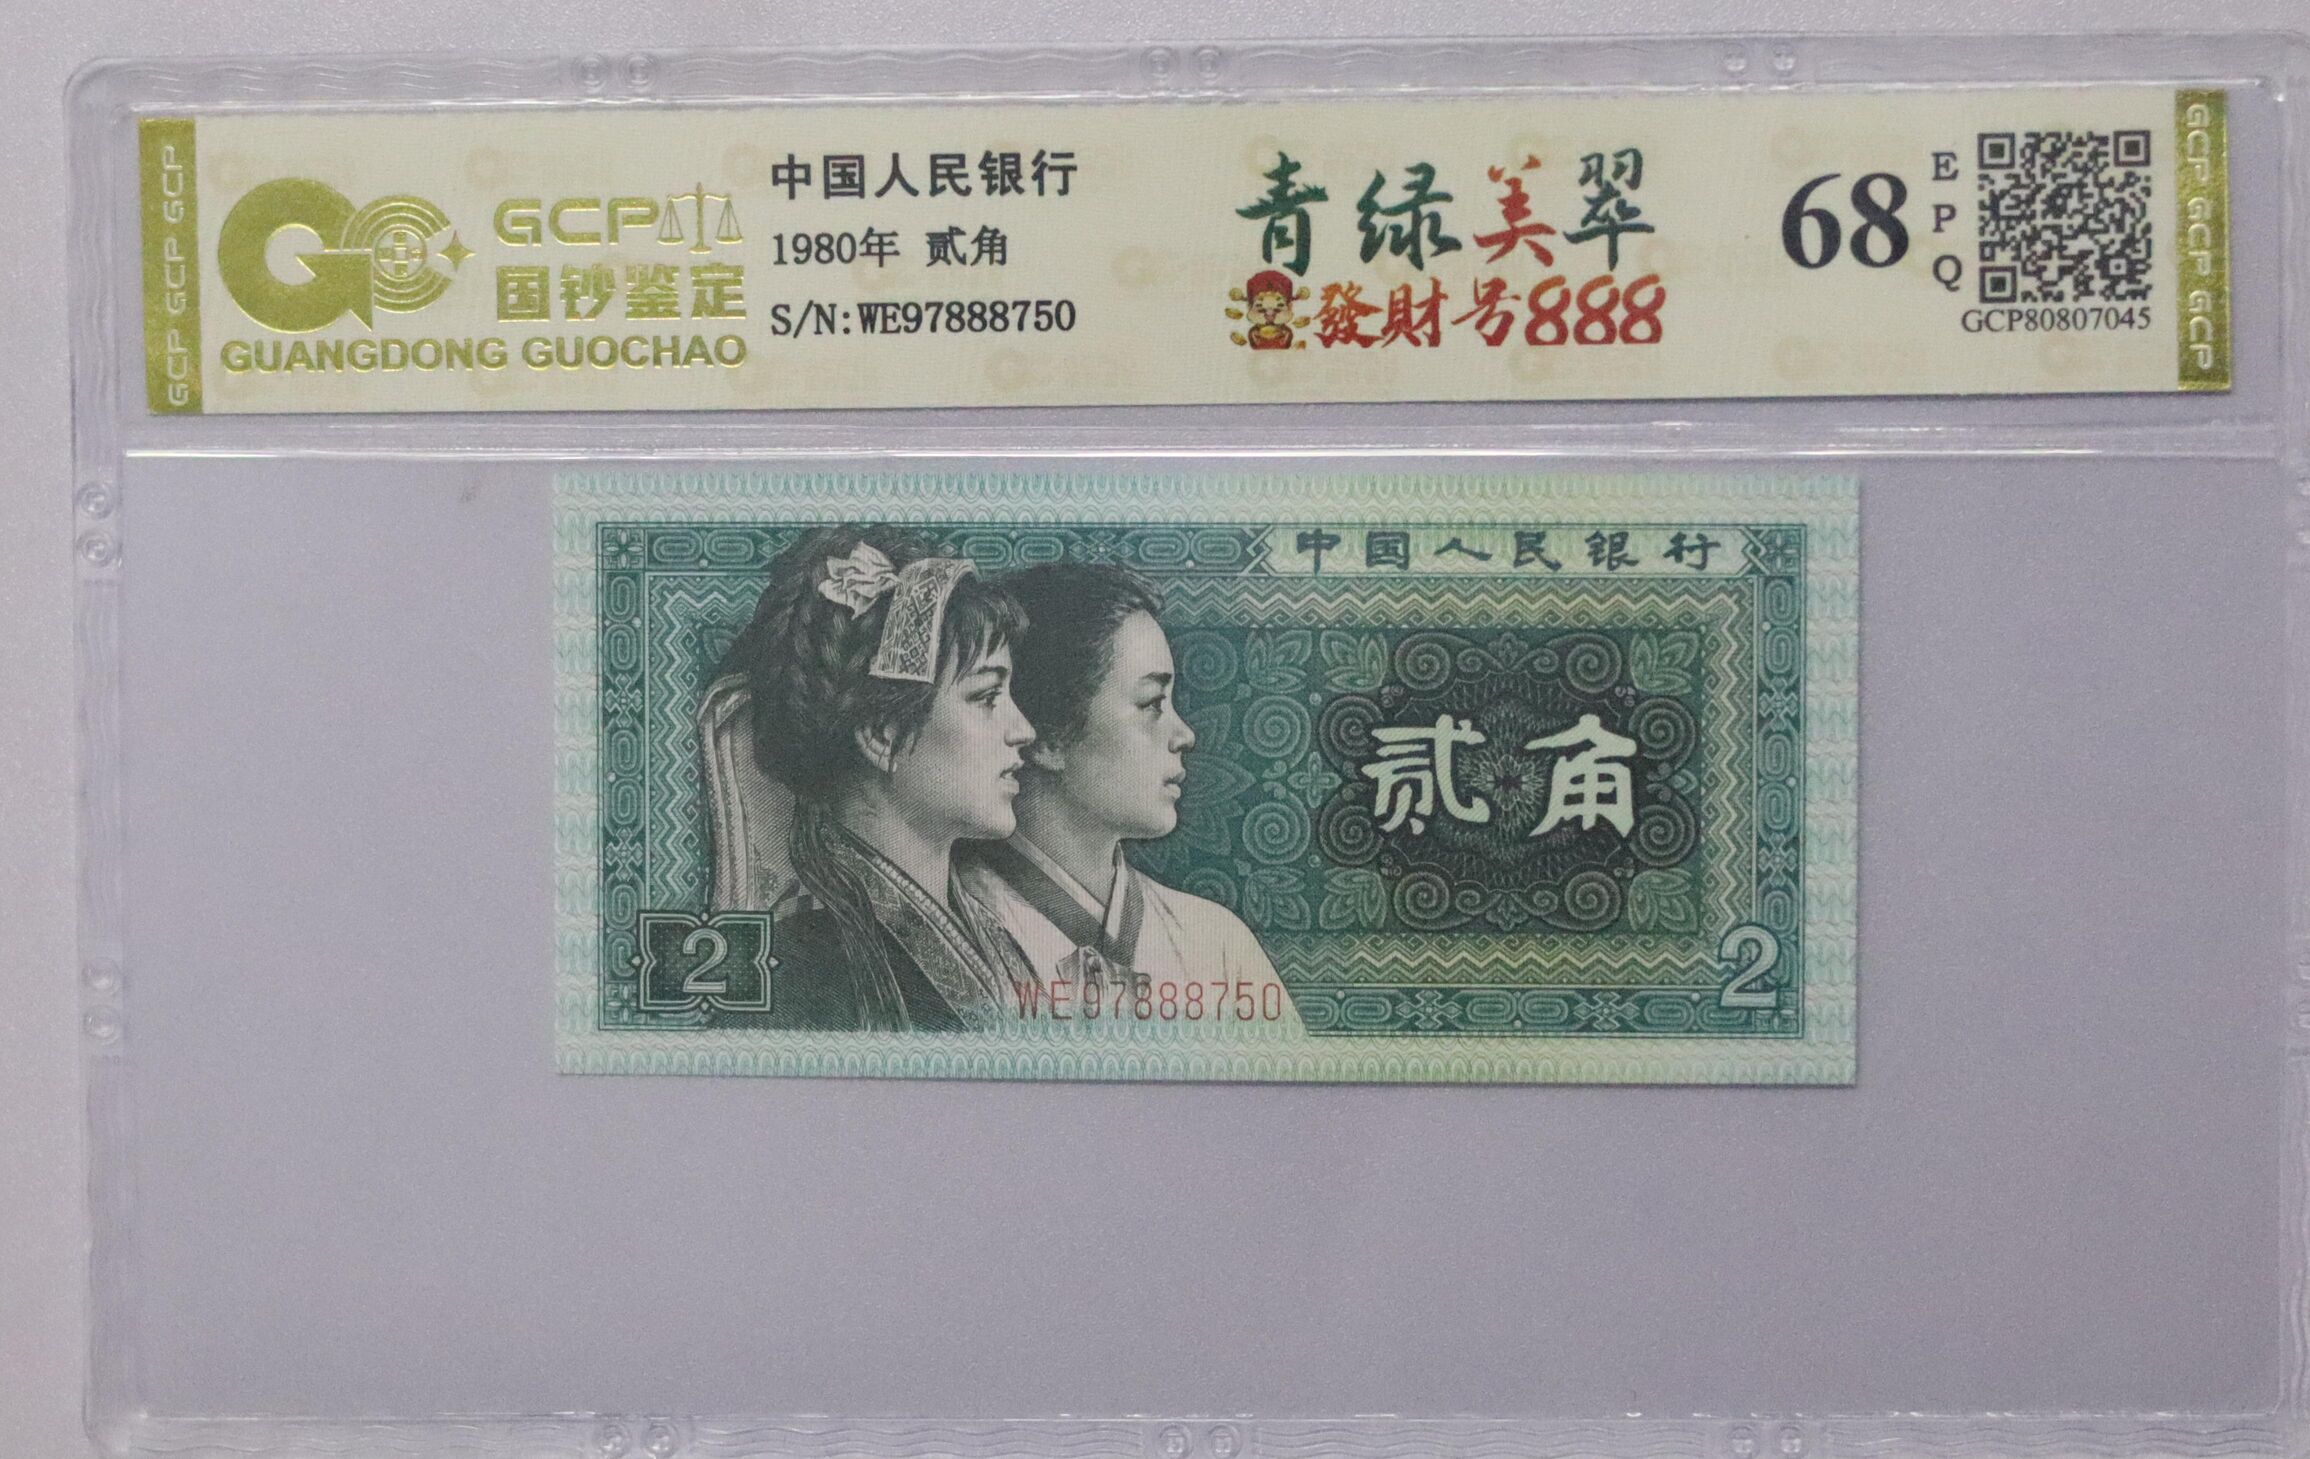 GCP GCP GCP
GCP
国钞鉴定
GUANGDONG GUOCHAO
中国人民银行
1980年 贰角
S/N:WE97888750
青绿美翠
發财号888
68
EPQ
GCP80807045
GCP GCP GCP
中国人民银行
贰角
2
2
WE97888750